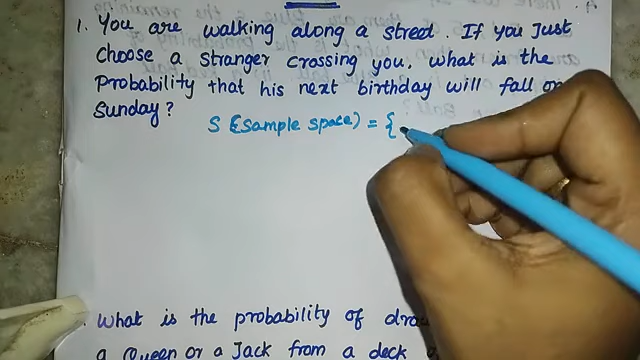 1. You are walking along a street. If you Just
Choose a stranger crossing you, what is the
Probability that his next birthday will fall on
Sunday?
S (Sample space) = {
What is the probability of
a Queen or a Jack from a deck